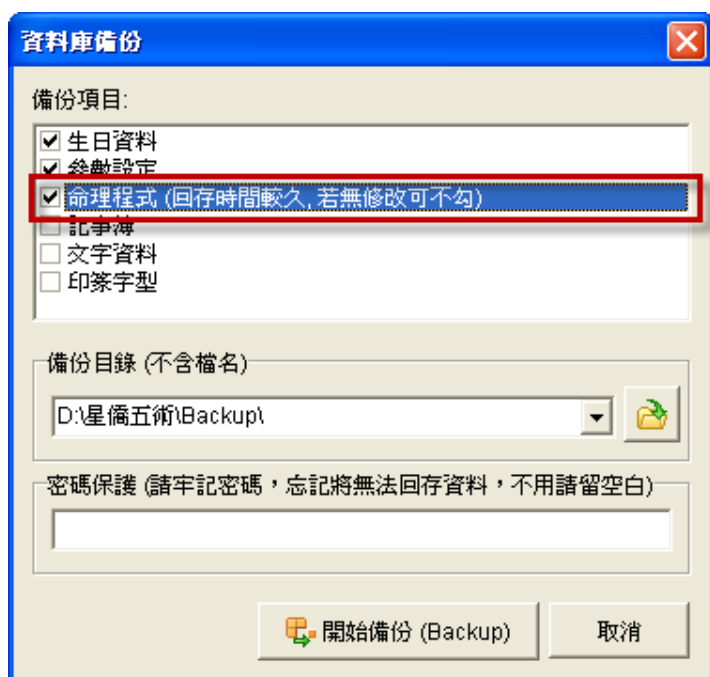 資料庫備份
備份項目:
生日資料
參數設定
命理程式 (回存時間較久, 若無修改可不勾)
記事簿
文字資料
印篆字型
備份目錄 (不含檔名)
D:\星僑五術\Backup\
密碼保護 (請牢記密碼，忘記將無法回存資料，不用請留空白)
開始備份 (Backup)
取消